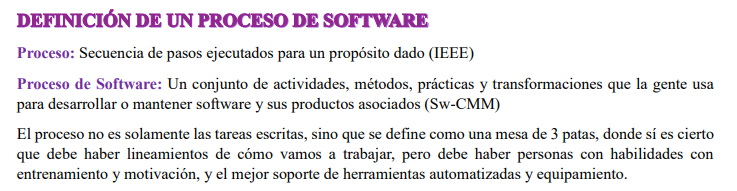 DEFINICIÓN DE UN PROCESO DE SOFTWARE
Proceso: Secuencia de pasos ejecutados para un propósito dado (IEEE)
Proceso de Software: Un conjunto de actividades, métodos, prácticas y transformaciones que la gente usa
para desarrollar o mantener software y sus productos asociados (Sw-CMM)
El proceso no es solamente las tareas escritas, sino que se define como una mesa de 3 patas, donde sí es cierto
que debe haber lineamientos de cómo vamos a trabajar, pero debe haber personas con habilidades con
entrenamiento y motivación, y el mejor soporte de herramientas automatizadas y equipamiento.